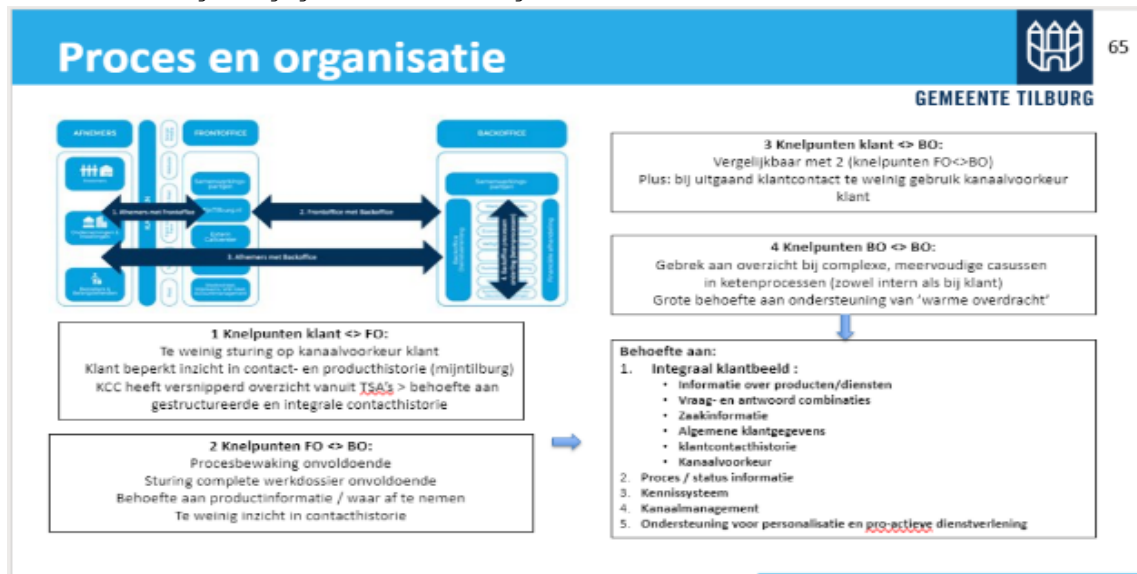 Proces en organisatie
65
GEMEENTE TILBURG
AFNEMERS
FRONTOFFICE
BACKOFFICE
1. Afnemers met Frontoffice
2. Frontoffice met Backoffice
3. Afnemers met Backoffice
Extern
1 Knelpunten klant <> FO:
Te weinig sturing op kanaalvoorkeur klant
Klant beperkt inzicht in contact- en producthistorie (mijntilburg)
KCC heeft versnipperd overzicht vanuit TSA's > behoefte aan
gestructureerde en integrale contacthistorie
2 Knelpunten FO <> BO:
Procesbewaking onvoldoende
Sturing complete werkdossier onvoldoende
Behoefte aan productinformatie / waar af te nemen
Te weinig inzicht in contacthistorie
3 Knelpunten klant <> BO:
Vergelijkbaar met 2 (knelpunten FO<>BO)
Plus: bij uitgaand klantcontact te weinig gebruik kanaalvoorkeur
klant
4 Knelpunten BO <> BO:
Gebrek aan overzicht bij complexe, meervoudige casussen
in ketenprocessen (zowel intern als bij klant)
Grote behoefte aan ondersteuning van 'warme overdracht'
Behoefte aan:
1. Integraal klantbeeld :
• Informatie over producten/diensten
• Vraag- en antwoord combinaties
• Zaakinformatie
• Algemene klantgegevens
• klantcontacthistorie
• Kanaalvoorkeur
2. Proces / status informatie
3. Kennissysteem
4. Kanaalmanagement
5. Ondersteuning voor personalisatie en pro-actieve dienstverlening